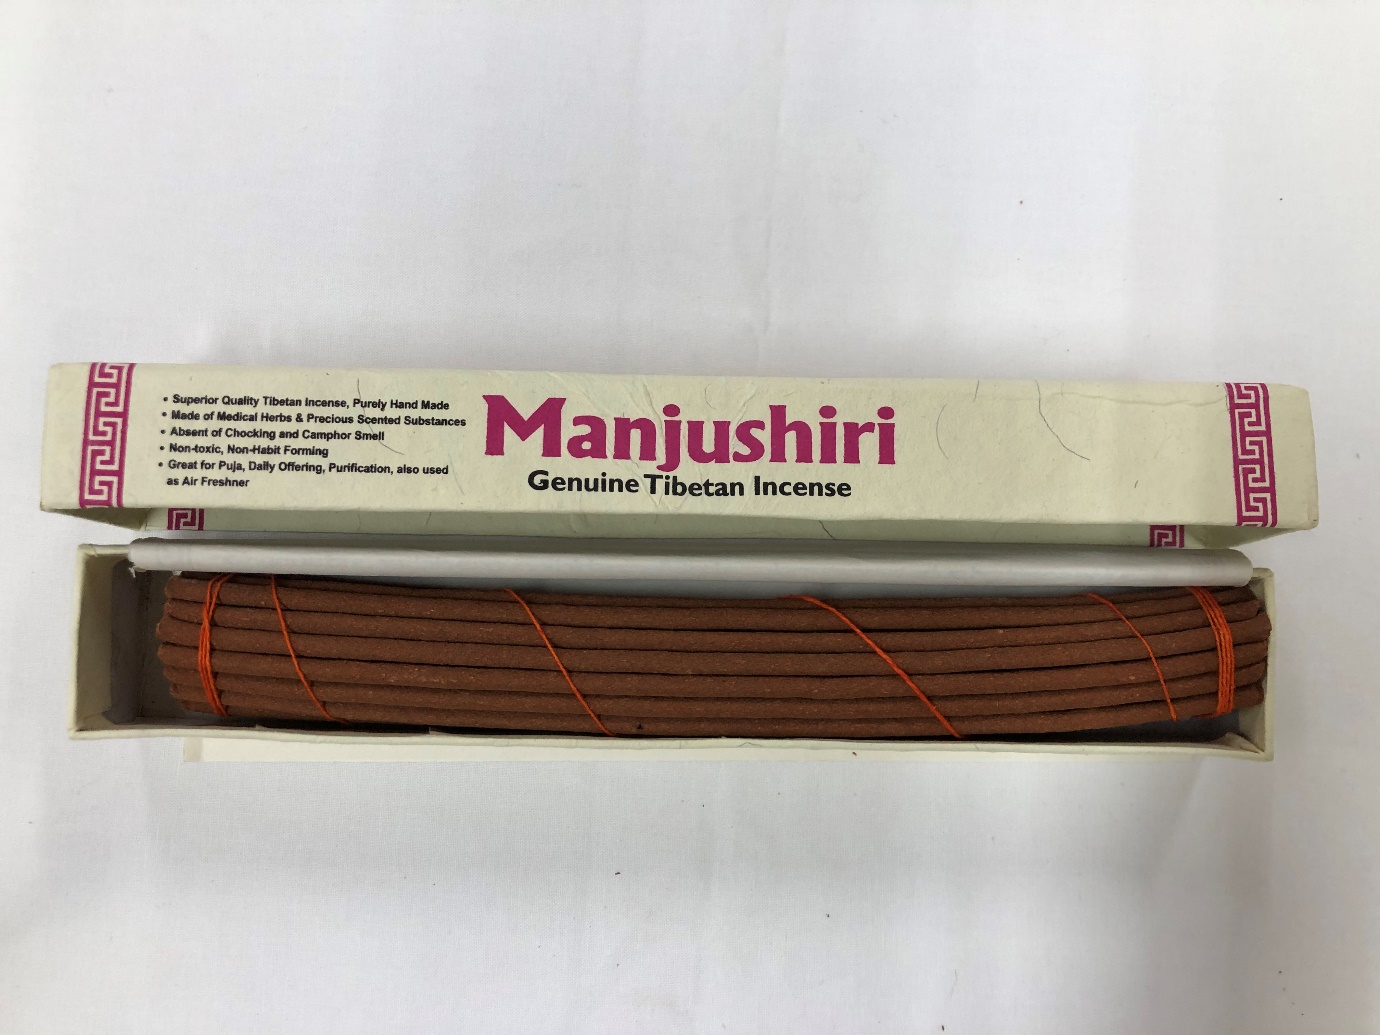 • Superior Quality Tibetan Incense, Purely Hand Made
• Made of Medical Herbs & Precious Scented Substances
• Absent of Chocking and Camphor Smell
• Non-toxic, Non-Habit Forming
• Great for Puja, Daily Offering, Purification, also used
as Air Freshner
Manjushiri
Genuine Tibetan Incense